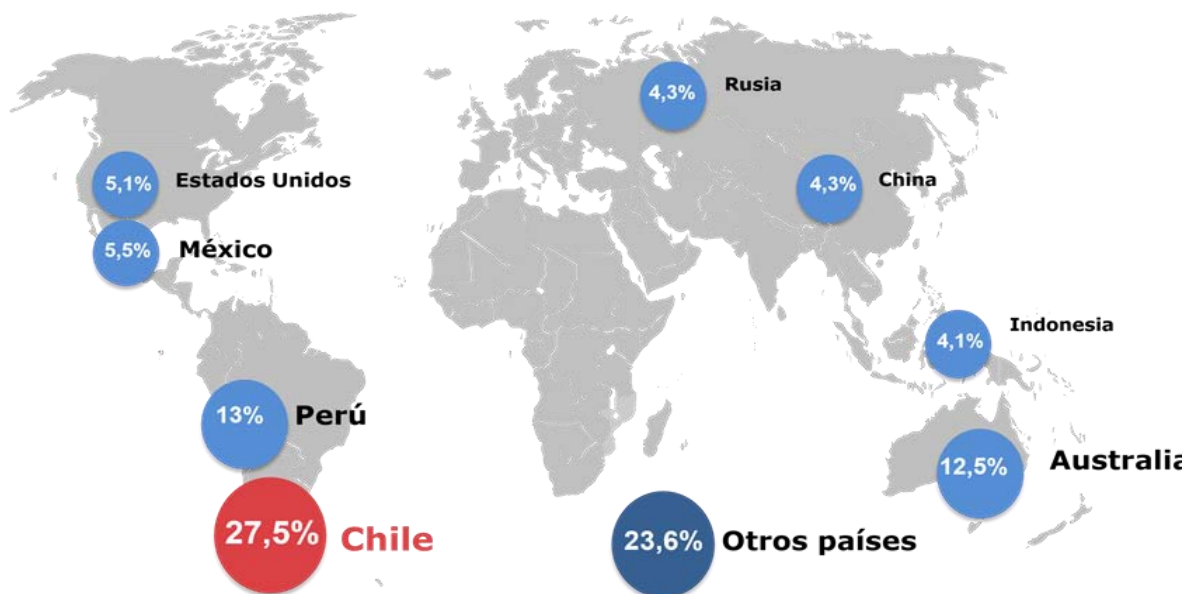 4,3% Rusia
5,1% Estados Unidos
4,3% China
5,5% México
4,1% Indonesia
13% Perú
12,5% Australia
27,5% Chile
23,6% Otros países